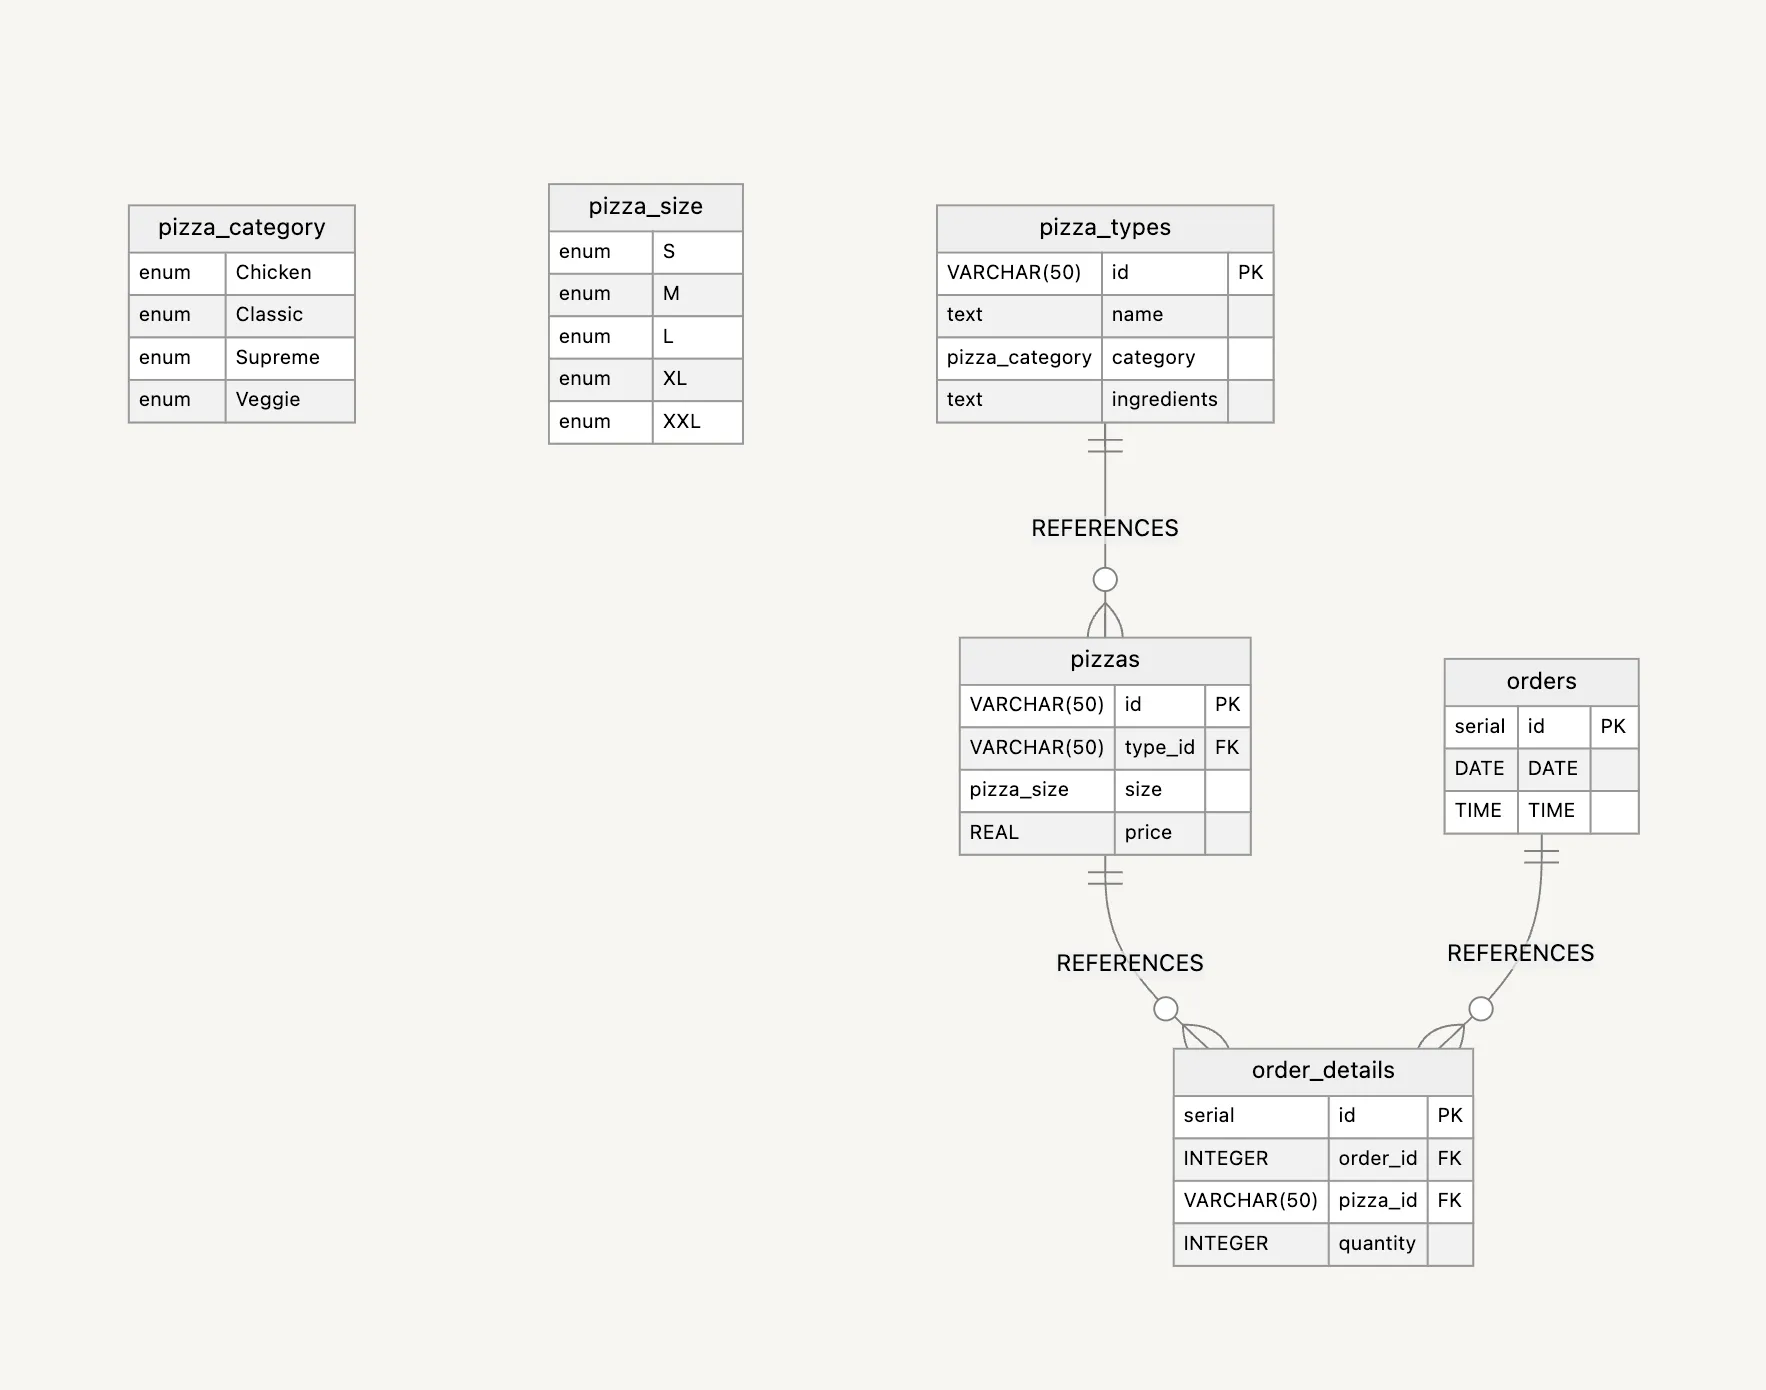 pizza_category
enum Chicken
enum Classic
enum Supreme
enum Veggie
pizza_size
enum S
enum M
enum L
enum XL
enum XXL
pizza_types
VARCHAR(50) id PK
text name
pizza_category category
text ingredients
REFERENCES
pizzas
VARCHAR(50) id PK
VARCHAR(50) type_id FK
pizza_size size
REAL price
orders
serial id PK
DATE DATE
TIME TIME
REFERENCES
REFERENCES
order_details
serial id PK
INTEGER order_id FK
VARCHAR(50) pizza_id FK
INTEGER quantity